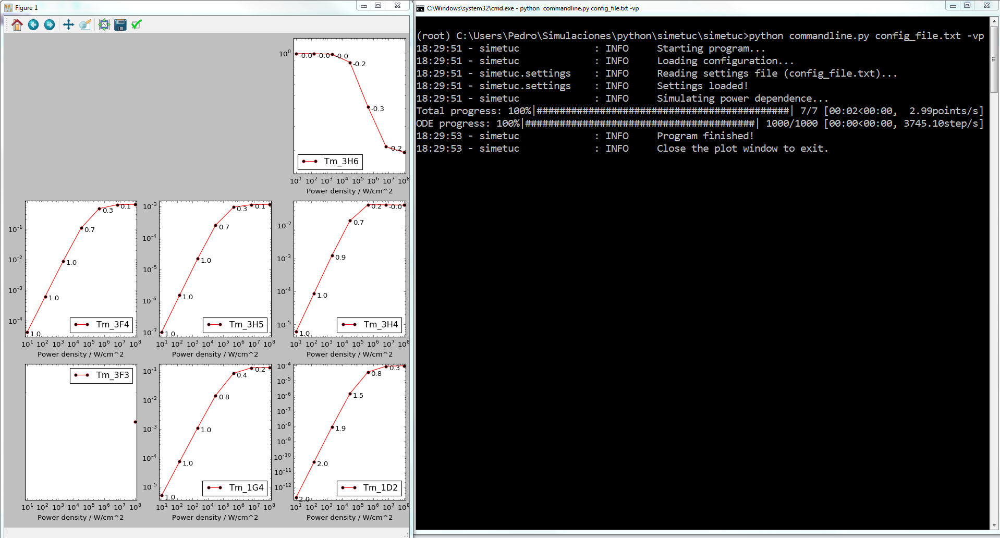 Figure 1
10^0
-0.0 -0.0 -0.0
-0.2
-0.3
-0.2
Tm_3H6
10^1 10^2 10^3 10^4 10^5 10^6 10^7 10^8
Power density / W/cm^2
10^-1
10^-2
10^-3
10^-4
1.0
1.0
1.0
0.7
0.3
0.1
Tm_3F4
10^1 10^2 10^3 10^4 10^5 10^6 10^7 10^8
Power density / W/cm^2
10^-3
10^-4
10^-5
10^-6
10^-7
1.0
1.0
1.0
0.7
0.3
0.1
Tm_3H5
10^1 10^2 10^3 10^4 10^5 10^6 10^7 10^8
Power density / W/cm^2
10^-2
10^-3
10^-4
10^-5
1.0
1.0
0.9
0.7
0.2
-0.0
Tm_3H4
10^1 10^2 10^3 10^4 10^5 10^6 10^7 10^8
Power density / W/cm^2
Tm_3F3
10^1 10^2 10^3 10^4 10^5 10^6 10^7 10^8
Power density / W/cm^2
10^-1
10^-2
10^-3
10^-4
10^-5
1.0
1.0
1.0
0.8
0.4
0.2
Tm_1G4
10^1 10^2 10^3 10^4 10^5 10^6 10^7 10^8
Power density / W/cm^2
10^-4
10^-5
10^-6
10^-7
10^-8
10^-9
10^-10
10^-11
10^-12
2.0
2.0
1.9
1.5
0.8
0.3
Tm_1D2
10^1 10^2 10^3 10^4 10^5 10^6 10^7 10^8
Power density / W/cm^2
C:\Windows\system32\cmd.exe - python  commandline.py config_file.txt -vp
(root) C:\Users\Pedro\Simulaciones\python\simetuc\simetuc>python commandline.py config_file.txt -vp
18:29:51 - simetuc             : INFO     Starting program...
18:29:51 - simetuc             : INFO     Loading configuration...
18:29:51 - simetuc.settings    : INFO     Reading settings file (config_file.txt)...
18:29:51 - simetuc.settings    : INFO     Settings loaded!
18:29:51 - simetuc             : INFO     Simulating power dependence...
Total progress: 100%|############################################| 7/7 [00:02<00:00,  2.99points/s]
ODE progress: 100%|########################################| 1000/1000 [00:00<00:00, 3745.10step/s]
18:29:53 - simetuc             : INFO     Program finished!
18:29:53 - simetuc             : INFO     Close the plot window to exit.